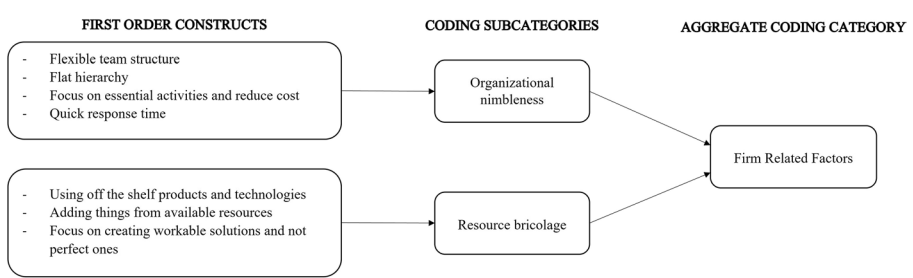 FIRST ORDER CONSTRUCTS
CODING SUBCATEGORIES
AGGREGATE CODING CATEGORY
- Flexible team structure
- Flat hierarchy
- Focus on essential activities and reduce cost
- Quick response time
Organizational
nimbleness
Firm Related Factors
- Using off the shelf products and technologies
- Adding things from available resources
- Focus on creating workable solutions and not
perfect ones
Resource bricolage